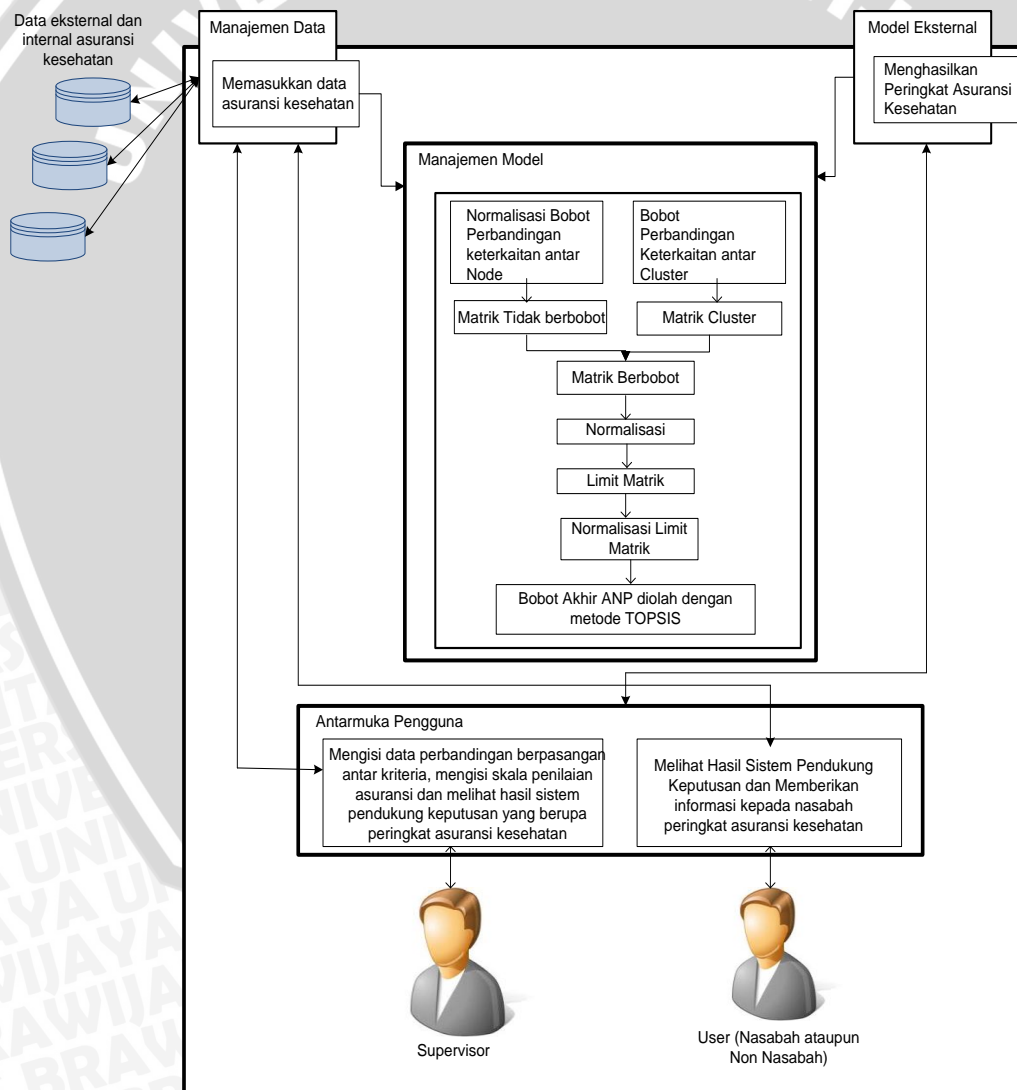 Data eksternal dan
internal asuransi
kesehatan
Manajemen Data
Memasukkan data
asuransi kesehatan
Model Eksternal
Menghasilkan
Peringkat Asuransi
Kesehatan
Manajemen Model
Normalisasi Bobot
Perbandingan
keterkaitan antar
Node
Bobot
Perbandingan
Keterkaitan antar
Cluster
Matrik Tidak berbobot
Matrik Cluster
Matrik Berbobot
Normalisasi
Limit Matrik
Normalisasi Limit
Matrik
Bobot Akhir ANP diolah dengan
metode TOPSIS
Antarmuka Pengguna
Mengisi data perbandingan berpasangan
antar kriteria, mengisi skala penilaian
asuransi dan melihat hasil sistem
pendukung keputusan yang berupa
peringkat asuransi kesehatan
Melihat Hasil Sistem Pendukung
Keputusan dan Memberikan
informasi kepada nasabah
peringkat asuransi kesehatan
Supervisor
User (Nasabah ataupun
Non Nasabah)